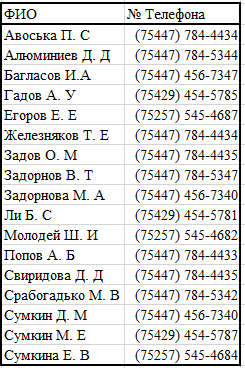 ФИО № Телефона
Авоська П. С (75447) 784-4434
Алюминиев Д. Д (75447) 784-5344
Багласов И.А (75447) 456-7347
Гадов А. У (75429) 454-5785
Егоров Е. Е (75257) 545-4687
Железняков Т. Е (75447) 784-4434
Задов О. М (75447) 784-4435
Задорнов В. Т (75447) 784-5347
Задорнова М. А (75447) 456-7340
Ли Б. С (75429) 454-5781
Молодей Ш. И (75257) 545-4682
Попов А. Б (75447) 784-4433
Свиридова Д. Д (75447) 784-4435
Срабогадько М. В (75447) 784-5342
Сумкин Д. М (75447) 456-7340
Сумкин М. Е (75429) 454-5787
Сумкина Е. В (75257) 545-4684